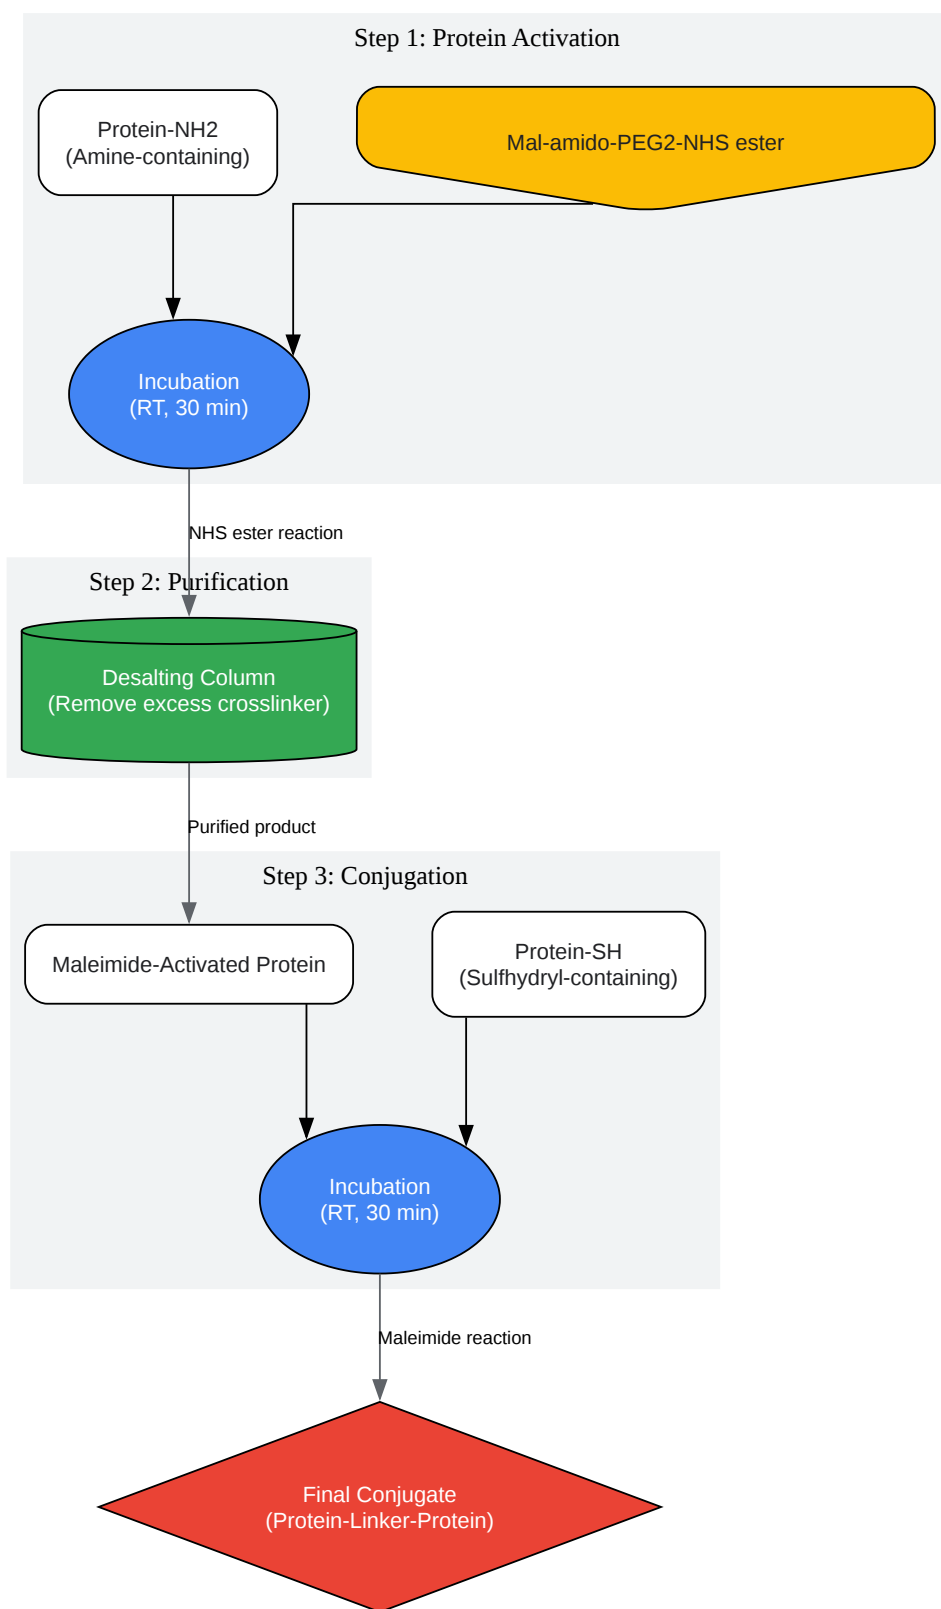 Step 1: Protein Activation
Protein-NH2
(Amine-containing)
Mal-amido-PEG2-NHS ester
Incubation
(RT, 30 min)
NHS ester reaction
Step 2: Purification
Desalting Column
(Remove excess crosslinker)
Purified product
Step 3: Conjugation
Maleimide-Activated Protein
Protein-SH
(Sulfhydryl-containing)
Incubation
(RT, 30 min)
Maleimide reaction
Final Conjugate
(Protein-Linker-Protein)